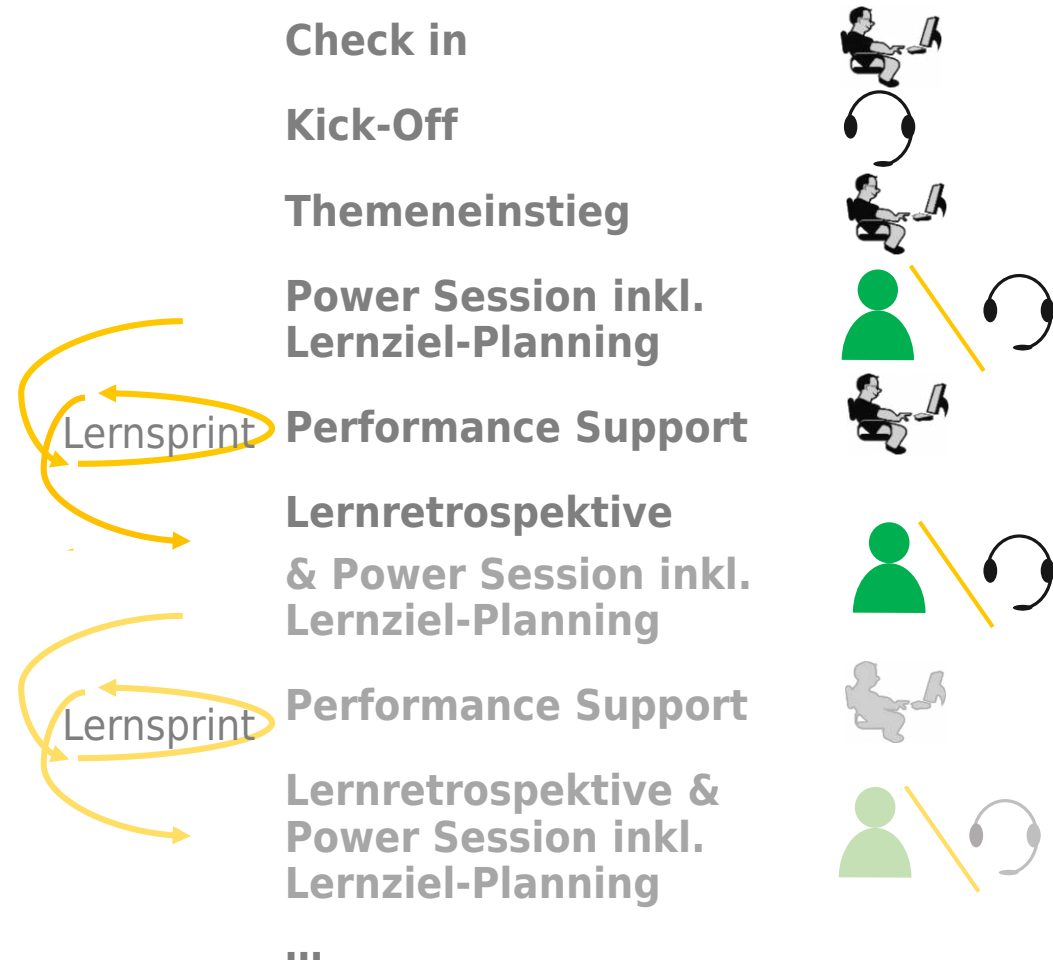 Check in
Kick-Off
Themeneinstieg
Power Session inkl.
Lernziel-Planning
Lernsprint
Performance Support
Lernretrospektive
& Power Session inkl.
Lernziel-Planning
Lernsprint
Performance Support
Lernretrospektive &
Power Session inkl.
Lernziel-Planning
...